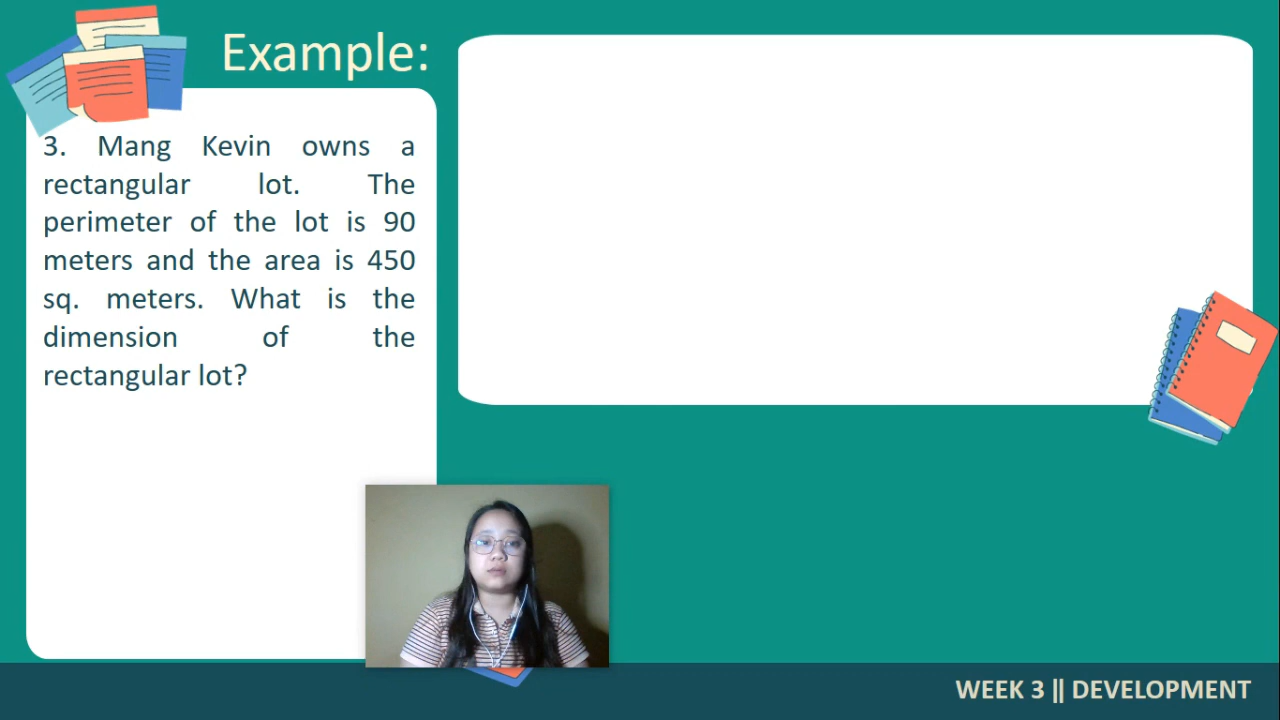 Example:
3. Mang Kevin owns a
rectangular lot. The
perimeter of the lot is 90
meters and the area is 450
sq. meters. What is the
dimension of the
rectangular lot?
WEEK 3 || DEVELOPMENT